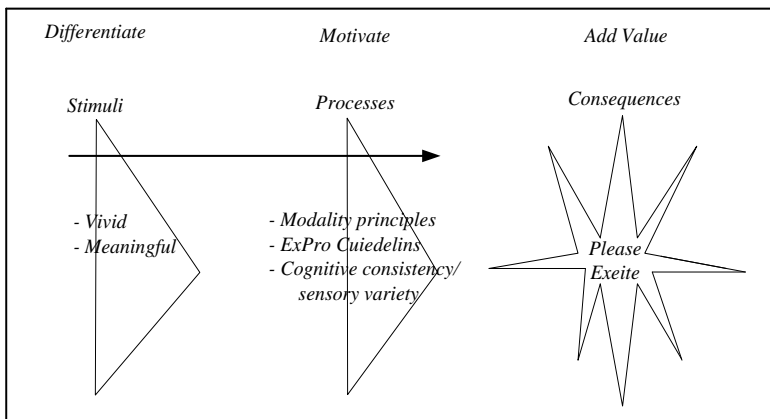 Differentiate
Motivate
Add Value
Stimuli
Processes
Consequences
- Vivid
- Meaningful
- Modality principles
- ExPro Cuiedelins
- Cognitive consistency/
sensory variety
Please
Exeite